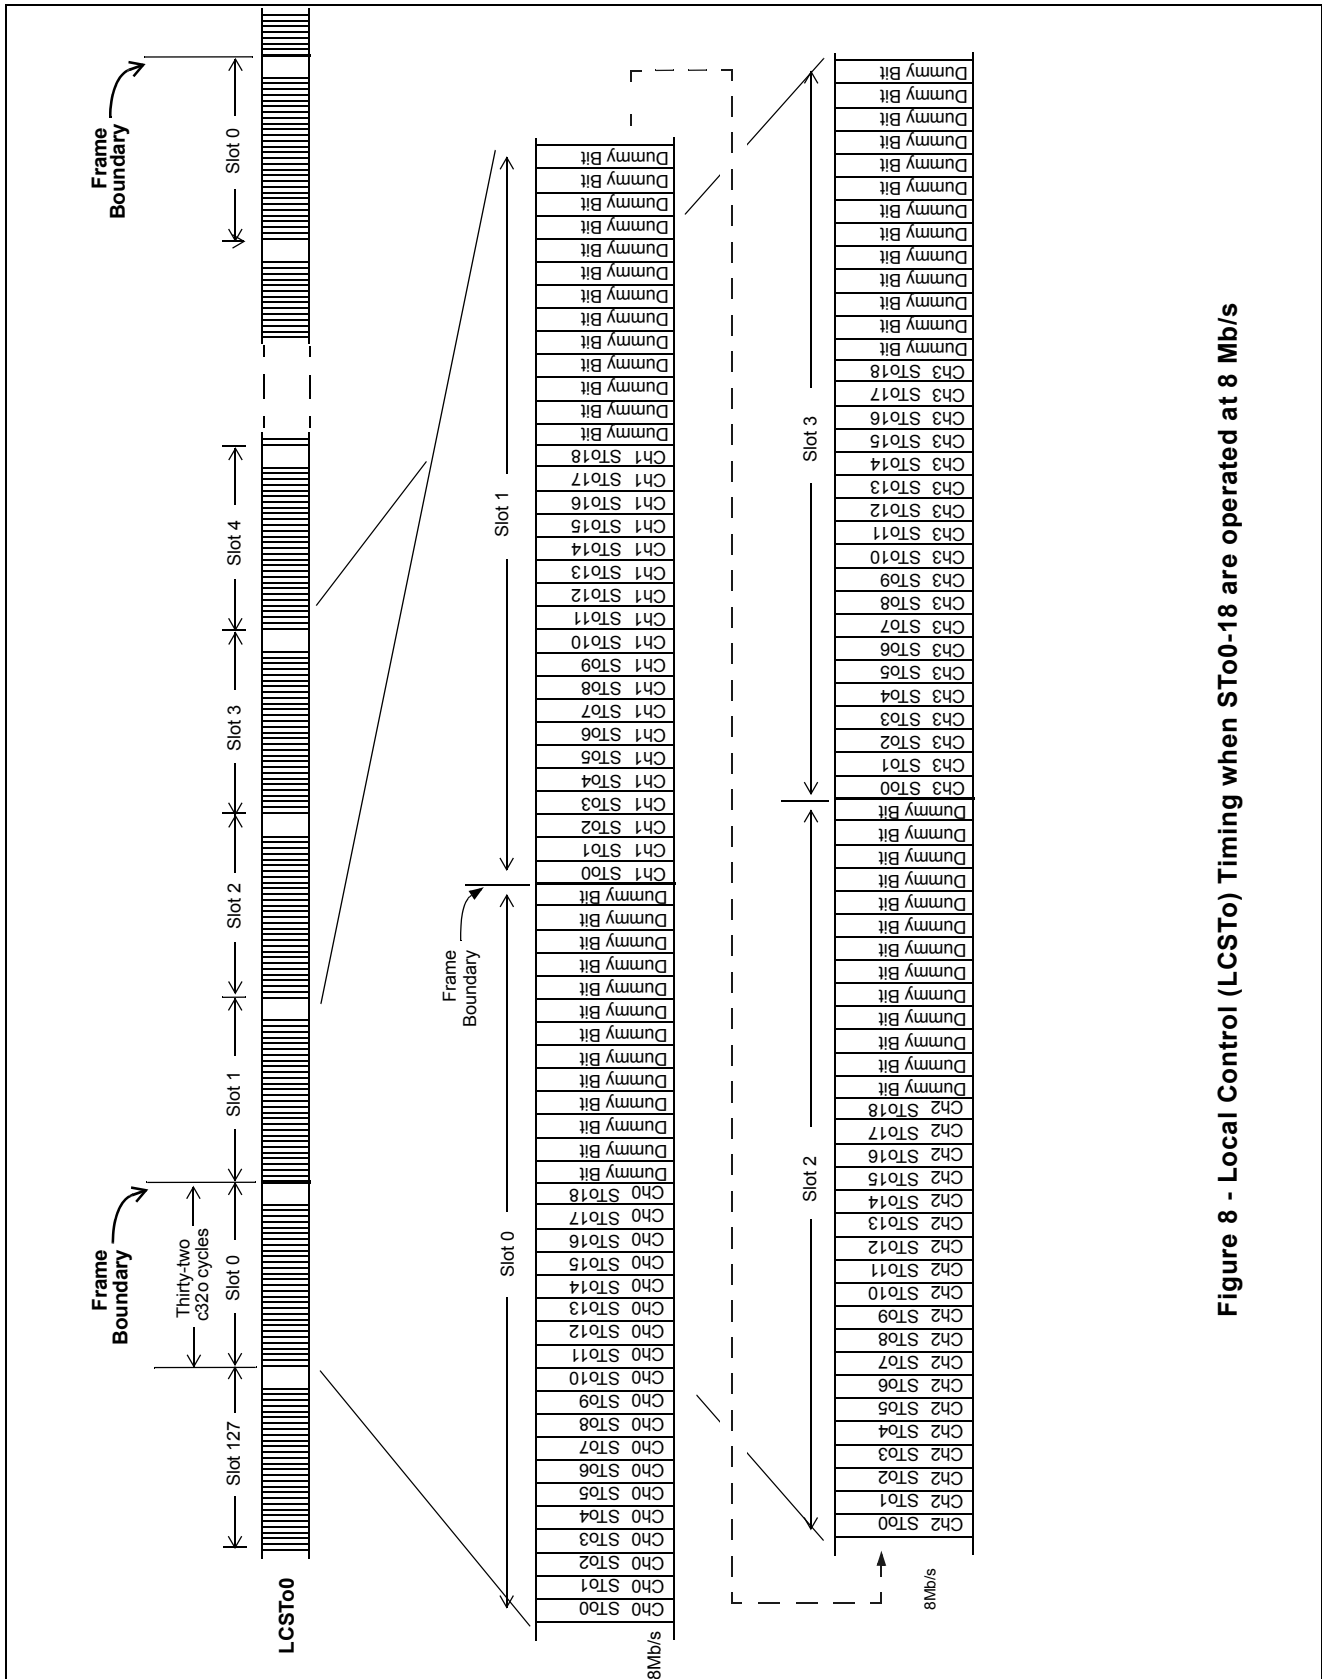 Frame
Boundary
Frame
Boundary
Thirty-two
c32o cycles
Slot 127
Slot 0
Slot 1
Slot 2
Slot 3
Slot 4
Slot 0
LCSTo0
Frame
Boundary
Slot 0
Slot 1
8Mb/s
Ch0 STo0
Ch0 STo1
Ch0 STo2
Ch0 STo3
Ch0 STo4
Ch0 STo5
Ch0 STo6
Ch0 STo7
Ch0 STo8
Ch0 STo9
Ch0 STo10
Ch0 STo11
Ch0 STo12
Ch0 STo13
Ch0 STo14
Ch0 STo15
Ch0 STo16
Ch0 STo17
Ch0 STo18
Dummy Bit
Dummy Bit
Dummy Bit
Dummy Bit
Dummy Bit
Dummy Bit
Dummy Bit
Dummy Bit
Dummy Bit
Dummy Bit
Dummy Bit
Dummy Bit
Dummy Bit
Ch1 STo0
Ch1 STo1
Ch1 STo2
Ch1 STo3
Ch1 STo4
Ch1 STo5
Ch1 STo6
Ch1 STo7
Ch1 STo8
Ch1 STo9
Ch1 STo10
Ch1 STo11
Ch1 STo12
Ch1 STo13
Ch1 STo14
Ch1 STo15
Ch1 STo16
Ch1 STo17
Ch1 STo18
Dummy Bit
Dummy Bit
Dummy Bit
Dummy Bit
Dummy Bit
Dummy Bit
Dummy Bit
Dummy Bit
Dummy Bit
Dummy Bit
Dummy Bit
Dummy Bit
Dummy Bit
Slot 2
Slot 3
8Mb/s
Ch2 STo0
Ch2 STo1
Ch2 STo2
Ch2 STo3
Ch2 STo4
Ch2 STo5
Ch2 STo6
Ch2 STo7
Ch2 STo8
Ch2 STo9
Ch2 STo10
Ch2 STo11
Ch2 STo12
Ch2 STo13
Ch2 STo14
Ch2 STo15
Ch2 STo16
Ch2 STo17
Ch2 STo18
Dummy Bit
Dummy Bit
Dummy Bit
Dummy Bit
Dummy Bit
Dummy Bit
Dummy Bit
Dummy Bit
Dummy Bit
Dummy Bit
Dummy Bit
Dummy Bit
Dummy Bit
Ch3 STo0
Ch3 STo1
Ch3 STo2
Ch3 STo3
Ch3 STo4
Ch3 STo5
Ch3 STo6
Ch3 STo7
Ch3 STo8
Ch3 STo9
Ch3 STo10
Ch3 STo11
Ch3 STo12
Ch3 STo13
Ch3 STo14
Ch3 STo15
Ch3 STo16
Ch3 STo17
Ch3 STo18
Dummy Bit
Dummy Bit
Dummy Bit
Dummy Bit
Dummy Bit
Dummy Bit
Dummy Bit
Dummy Bit
Dummy Bit
Dummy Bit
Dummy Bit
Dummy Bit
Dummy Bit
Figure 8 - Local Control (LCSTo) Timing when STo0-18 are operated at 8 Mb/s